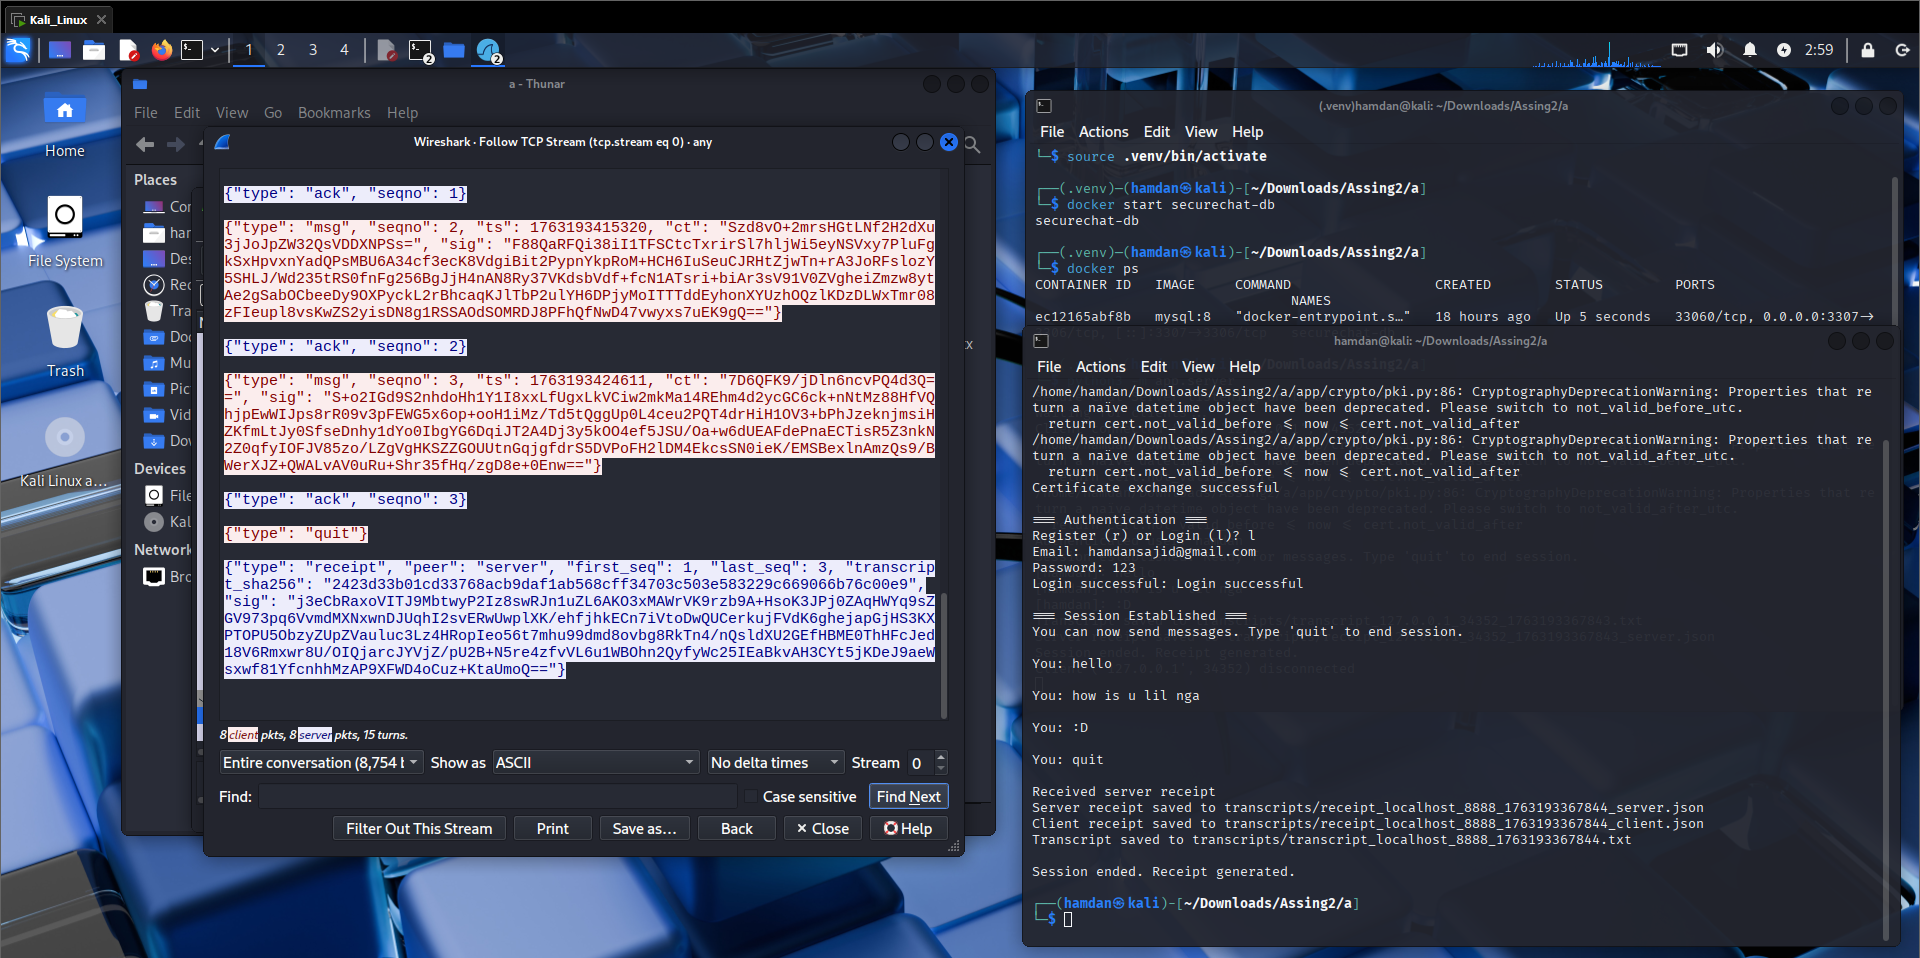 Kali_Linux
1 2 3 4
2
2
2:59
Home
File System
Trash
Kali Linux a...
a - Thunar
File Edit View Go Bookmarks Help
Places
Devices
Network
Wireshark · Follow TCP Stream (tcp.stream eq 0) · any
{"type": "ack", "seqno": 1}
{"type": "msg", "seqno": 2, "ts": 1763193415320, "ct": "Szd8vO+2mrsHGtLNf2H2dXu
3jJoJpZW32QsVDDXNPSs=", "sig": "F88QaRFQi38iI1TFSCtcTxrirSl7hljWi5eyNSVxy7PluFg
kSxHpvxnYadQPsMBU6A34cf3ecK8VdgiBit2PypnYkpRoM+HCH6IuSeuCJRHtZjwTn+rA3JoRFslozY
5SHLJ/Wd235tRS0fnFg256BgJjH4nAN8Ry37VKdsbVdf+fcN1ATsri+biAr3sV91V0ZVgheiZmzw8yt
Ae2gSabOCbeeDy9OXPyckL2rBhcaqKJlTbP2ulYH6DPjyMoITTTddEyhonXYUzhOQzlKDzDLWxTmr08
zFIeupl8vsKwZS2yisDN8g1RSSAOdSOMRDJ8PFhQfNwD47vwyxs7uEK9gQ=="}
{"type": "ack", "seqno": 2}
{"type": "msg", "seqno": 3, "ts": 1763193424611, "ct": "7D6QFK9/jDln6ncvPQ4d3Q=
=", "sig": "S+o2IGd9S2nhdoHh1Y1I8xxLfUgxLkVCiw2mkMa14REhm4d2ycGC6ck+nNtMz88HfVQ
hjpEwWIJps8rR09v3pFEWG5x6op+ooH1iMz/Td5tQggUp0L4ceu2PQT4drHiH1OV3+bPhJzeknjmsiH
ZKfmLtJy0SfseDnhy1dYo0IbgYG6DqiJT2A4Dj3y5kOO4ef5JSU/Oa+w6dUEAFdePnaECTisR5Z3nkN
2Z0qfyIOFJV85zo/LZgVgHKSZZGOUUtnGqjgfdrS5DVPoFH2lDM4EkcsSN0ieK/EMSBexlnAmzQs9/B
WerXJZ+QWALvAV0uRu+Shr35fHq/zgD8e+0Enw=="}
{"type": "ack", "seqno": 3}
{"type": "quit"}
{"type": "receipt", "peer": "server", "first_seq": 1, "last_seq": 3, "transcrip
t_sha256": "2423d33b01cd33768acb9daf1ab568cff34703c503e583229c669066b76c00e9",
"sig": "j3eCbRaxoVITJ9MbtwyP2Iz8swRJn1uZL6AKO3xMAWrVK9rzb9A+HsoK3JPj0ZAqHWYq9sZ
GV973pq6VvmdMXNxwnDJUqhI2svERwUwplXK/ehfjhkECn7iVtoDwQUCerkujFVdK6ghejapGjHS3KX
PTOPU5ObzyZUpZVauluc3Lz4HRopIeo56t7mhu99dmd8ovbg8RkTn4/nQsldXU2GEfHBME0ThHFcJed
18V6Rmxwr8U/OIQjarcJYVjZ/pU2B+N5re4zfvVL6u1WBOhn2QyfyWc25IEaBkvAH3CYt5jKDeJ9aeW
sxwf81YfcnhhMzAP9XFWD4oCuz+KtaUmoQ=="}
8 client pkts, 8 server pkts, 15 turns.
Entire conversation (8,754 b Show as ASCII No delta times Stream 0
Find: Case sensitive Find Next
Filter Out This Stream Print Save as… Back × Close Help
(.venv)hamdan@kali: ~/Downloads/Assing2/a
File Actions Edit View Help
└─$ source .venv/bin/activate
┌──(.venv)─(hamdan㉿kali)-[~/Downloads/Assing2/a]
└─$ docker start securechat-db
securechat-db
┌──(.venv)─(hamdan㉿kali)-[~/Downloads/Assing2/a]
└─$ docker ps
CONTAINER ID IMAGE COMMAND CREATED STATUS PORTS
NAMES
ec12165abf8b mysql:8 "docker-entrypoint.s…" 18 hours ago Up 5 seconds 33060/tcp, 0.0.0.0:3307->
hamdan@kali: ~/Downloads/Assing2/a
File Actions Edit View Help
/home/hamdan/Downloads/Assing2/a/app/crypto/pki.py:86: CryptographyDeprecationWarning: Properties that re
turn a naïve datetime object have been deprecated. Please switch to not_valid_before_utc.
return cert.not_valid_before <= now <= cert.not_valid_after
/home/hamdan/Downloads/Assing2/a/app/crypto/pki.py:86: CryptographyDeprecationWarning: Properties that re
turn a naïve datetime object have been deprecated. Please switch to not_valid_after_utc.
return cert.not_valid_before <= now <= cert.not_valid_after
Certificate exchange successful
=== Authentication ===
Register (r) or Login (l)? l
Email: hamdansajid@gmail.com
Password: 123
Login successful: Login successful
=== Session Established ===
You can now send messages. Type 'quit' to end session.
You: hello
You: how is u lil nga
You: :D
You: quit
Received server receipt
Server receipt saved to transcripts/receipt_localhost_8888_1763193367844_server.json
Client receipt saved to transcripts/receipt_localhost_8888_1763193367844_client.json
Transcript saved to transcripts/transcript_localhost_8888_1763193367844.txt
Session ended. Receipt generated.
┌──(hamdan㉿kali)-[~/Downloads/Assing2/a]
└─$